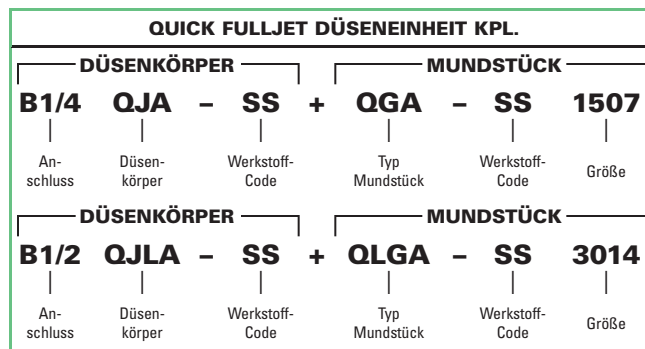 QUICK FULLJET DÜSENEINHEIT KPL.
DÜSENKÖRPER MUNDSTÜCK
B1/4 QJA – SS + QGA – SS 1507
An- Düsen- Werkstoff- Typ Werkstoff- Größe
schluss körper Code Mundstück Code
DÜSENKÖRPER MUNDSTÜCK
B1/2 QJLA – SS + QLGA – SS 3014
An- Düsen- Werkstoff- Typ Werkstoff- Größe
schluss körper Code Mundstück Code